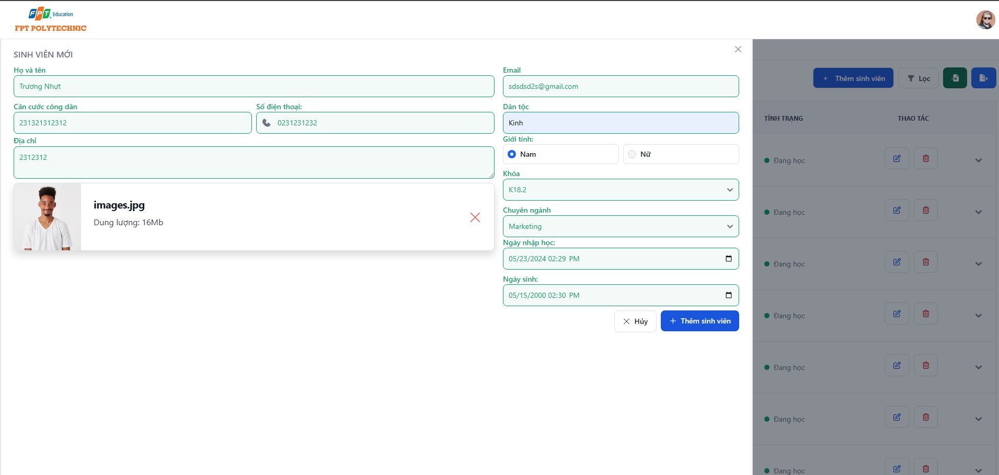 FPT Education
FPT POLYTECHNIC
SINH VIÊN MỚI
Họ và tên
Trương Nhựt
Email
sdsdsd2s@gmail.com
Căn cước công dân
231321312312
Số điện thoại:
0231231232
Dân tộc
Kinh
Địa chỉ
2312312
Giới tính:
Nam
Nữ
Khóa
K18.2
images.jpg
Dung lượng: 16Mb
Chuyên ngành
Marketing
Ngày nhập học:
05/23/2024 02:29 PM
Ngày sinh:
05/15/2000 02:30 PM
Hủy
Thêm sinh viên
Thêm sinh viên
Lọc
TÌNH TRẠNG
THAO TÁC
Đang học
Đang học
Đang học
Đang học
Đang học
Đang học
Đang học